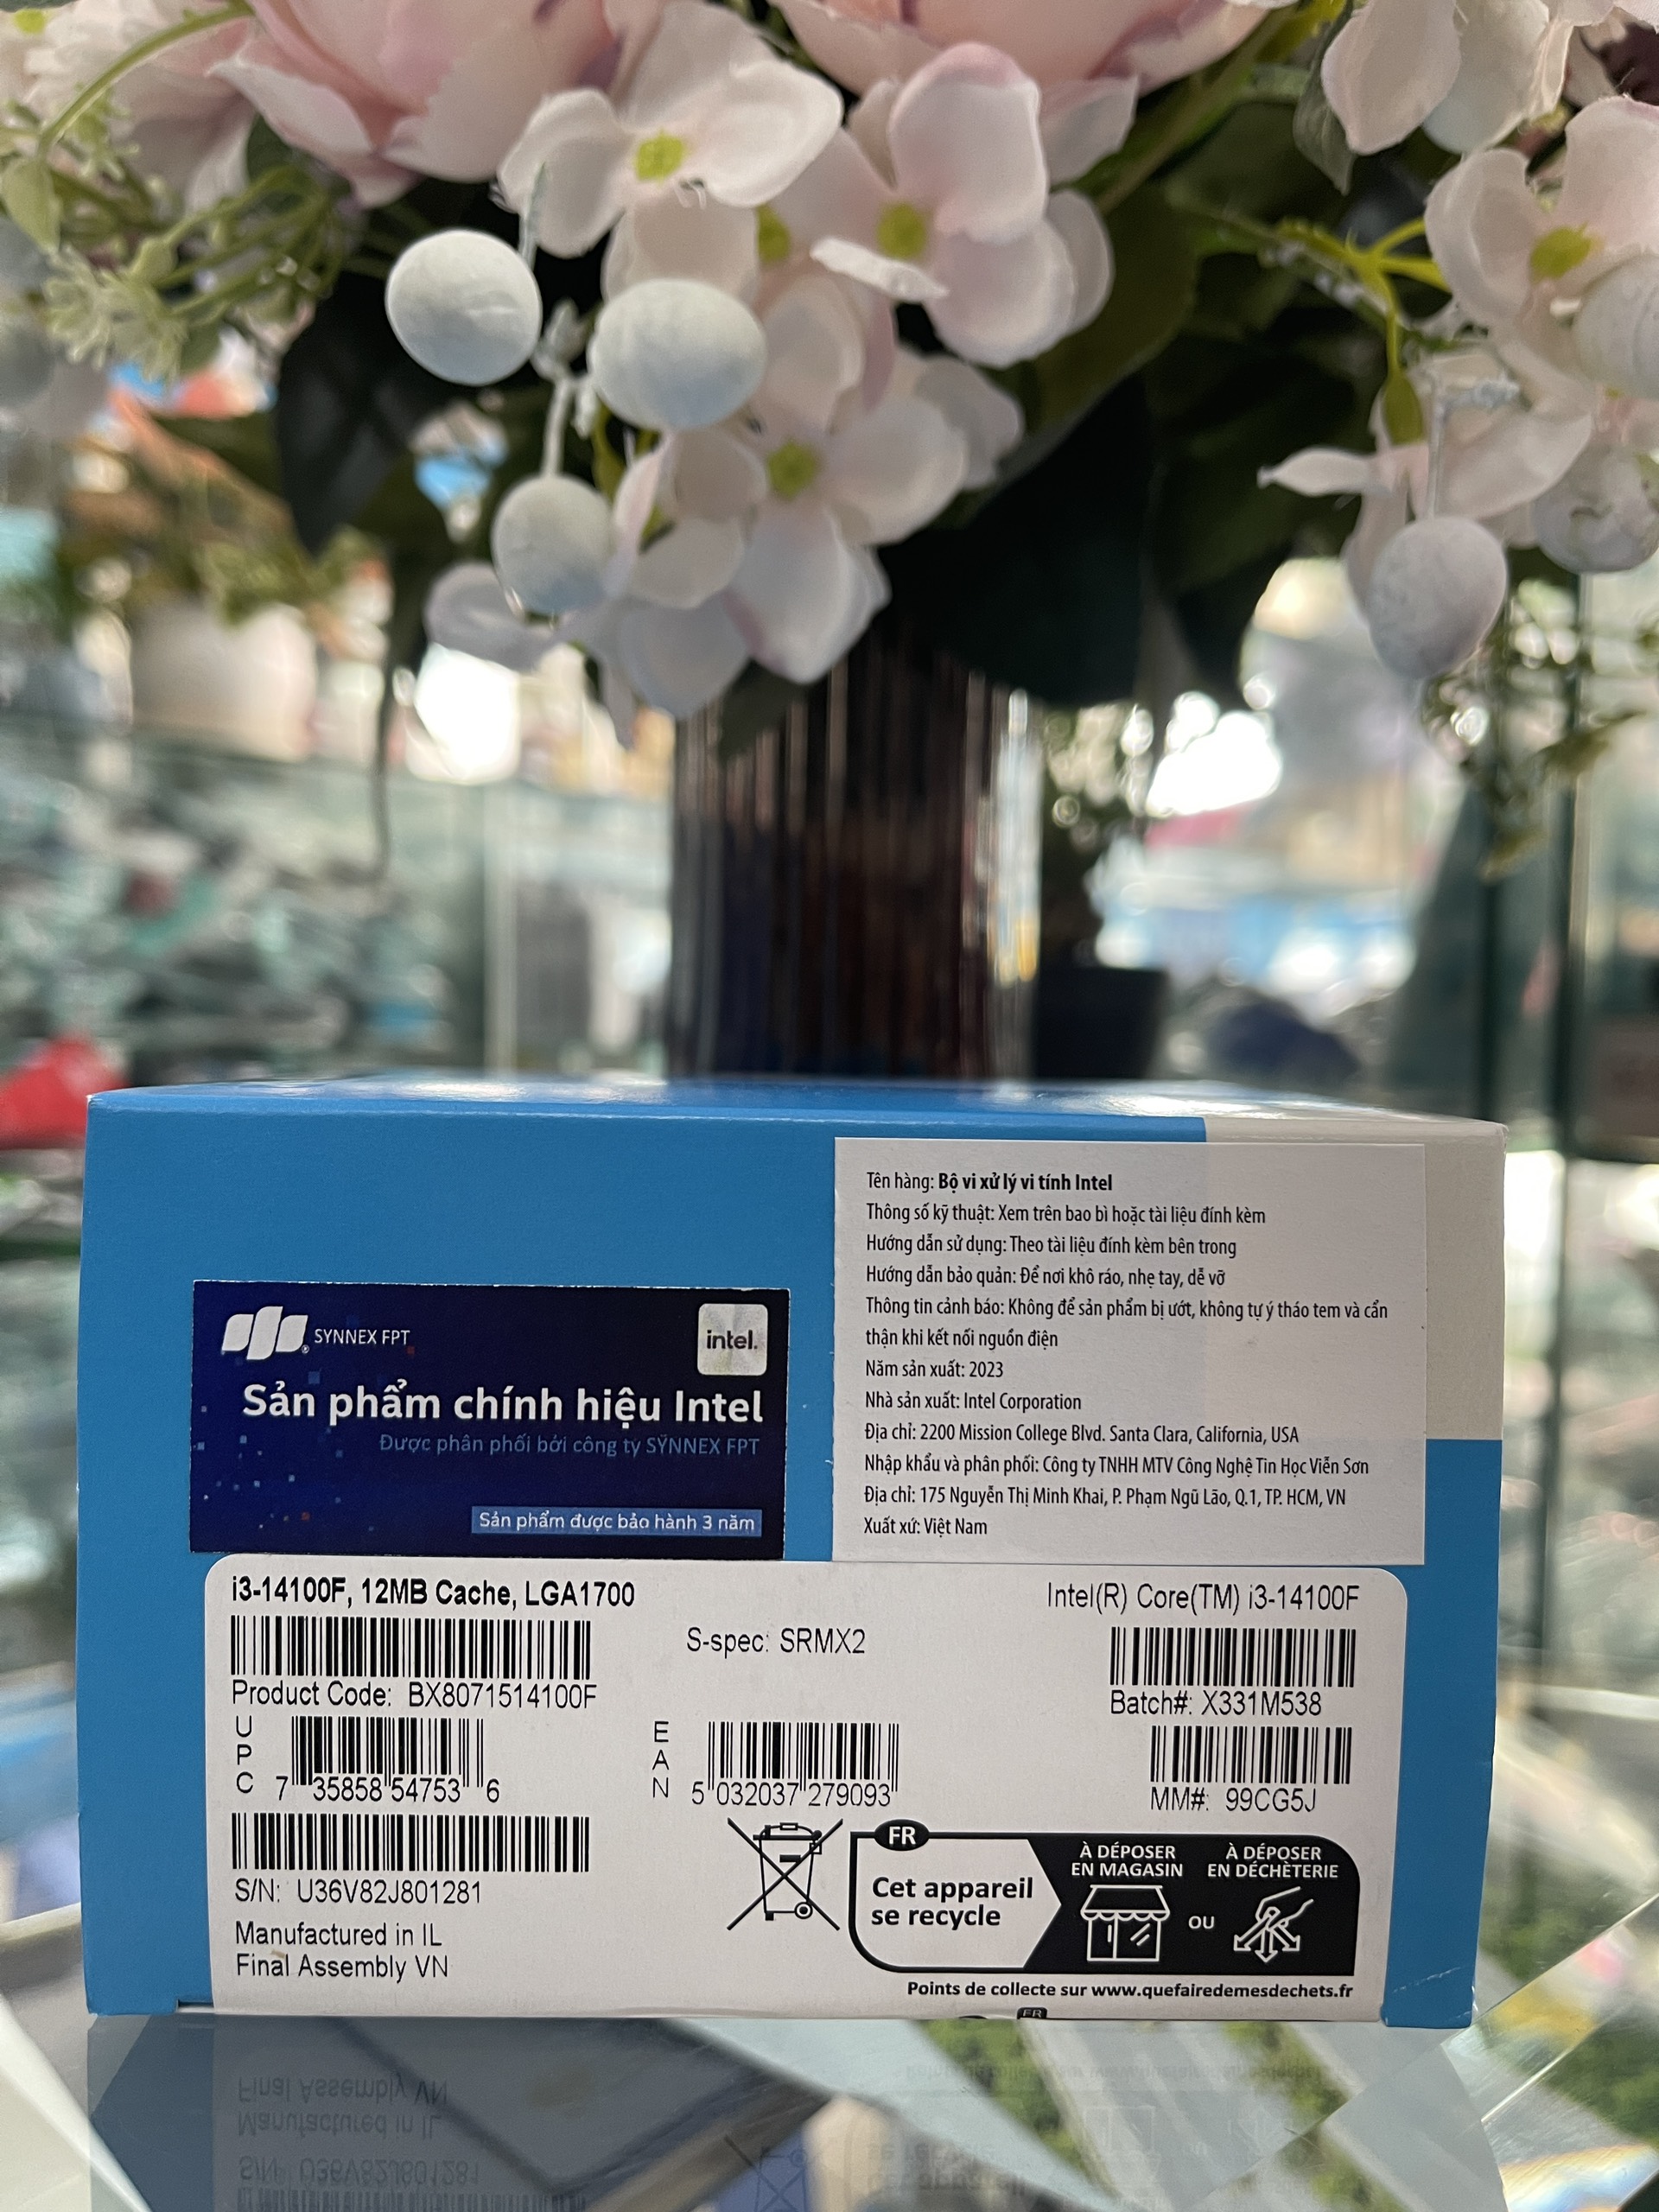 Tên hàng: Bộ vi xử lý vi tính Intel
Thông số kỹ thuật: Xem trên bao bì hoặc tài liệu đính kèm
Hướng dẫn sử dụng: Theo tài liệu đính kèm bên trong
Hướng dẫn bảo quản: Để nơi khô ráo, nhẹ tay, dễ vỡ
Thông tin cảnh báo: Không để sản phẩm bị ướt, không tự ý tháo tem và cẩn
thận khi kết nối nguồn điện
Năm sản xuất: 2023
Nhà sản xuất: Intel Corporation
Địa chỉ: 2200 Mission College Blvd. Santa Clara, California, USA
Nhập khẩu và phân phối: Công ty TNHH MTV Công Nghệ Tin Học Viễn Sơn
Địa chỉ: 175 Nguyễn Thị Minh Khai, P. Phạm Ngũ Lão, Q.1, TP. HCM, VN
Xuất xứ: Việt Nam
SYNNEX FPT
intel.
Sản phẩm chính hiệu Intel
Được phân phối bởi công ty SYNNEX FPT
Sản phẩm được bảo hành 3 năm
i3-14100F, 12MB Cache, LGA1700
Intel(R) Core(TM) i3-14100F
S-spec: SRMX2
Product Code: BX8071514100F
Batch#: X331M538
UPC
7 35858 54753 6
EAN
5 032037 279093
MM#: 99CG5J
S/N: U36V82J801281
Manufactured in IL
Final Assembly VN
FR
Cet appareil
se recycle
À DÉPOSER
EN MAGASIN
OU
À DÉPOSER
EN DÉCHÈTERIE
Points de collecte sur www.quefairedemesdechets.fr
FR